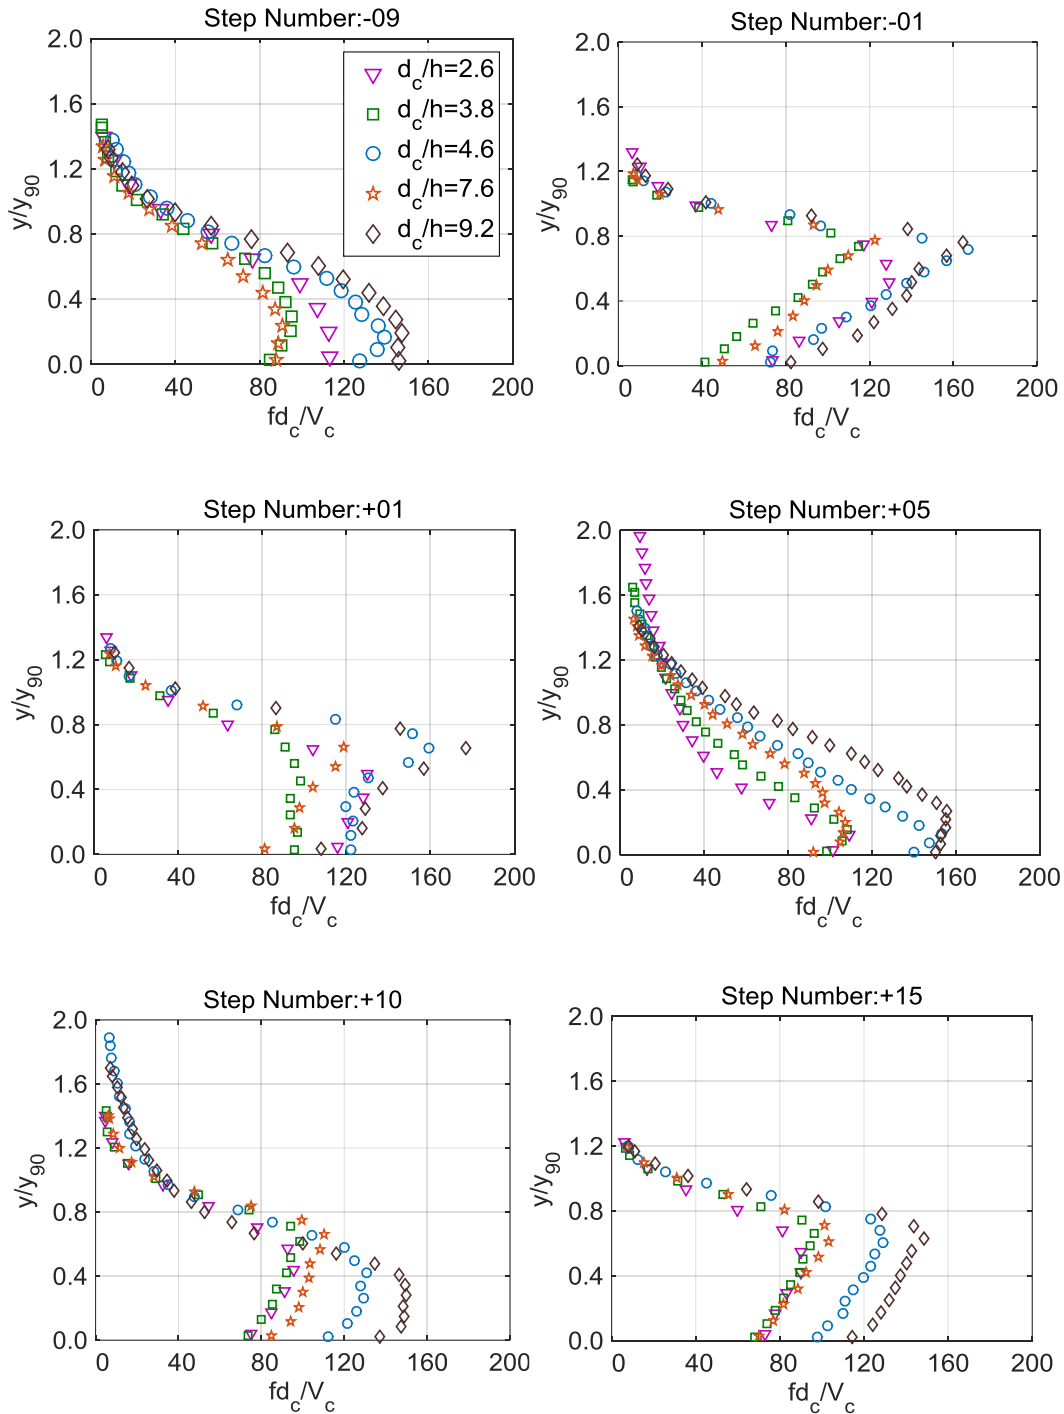 Step Number:-09
2.0
1.6
1.2
0.8
0.4
0.0
y/y90
0 40 80 120 160 200
fdc/Vc
dc/h=2.6
dc/h=3.8
dc/h=4.6
dc/h=7.6
dc/h=9.2
Step Number:-01
2.0
1.6
1.2
0.8
0.4
0.0
y/y90
0 40 80 120 160 200
fdc/Vc
Step Number:+01
2.0
1.6
1.2
0.8
0.4
0.0
y/y90
0 40 80 120 160 200
fdc/Vc
Step Number:+05
2.0
1.6
1.2
0.8
0.4
0.0
y/y90
0 40 80 120 160 200
fdc/Vc
Step Number:+10
2.0
1.6
1.2
0.8
0.4
0.0
y/y90
0 40 80 120 160 200
fdc/Vc
Step Number:+15
2.0
1.6
1.2
0.8
0.4
0.0
y/y90
0 40 80 120 160 200
fdc/Vc